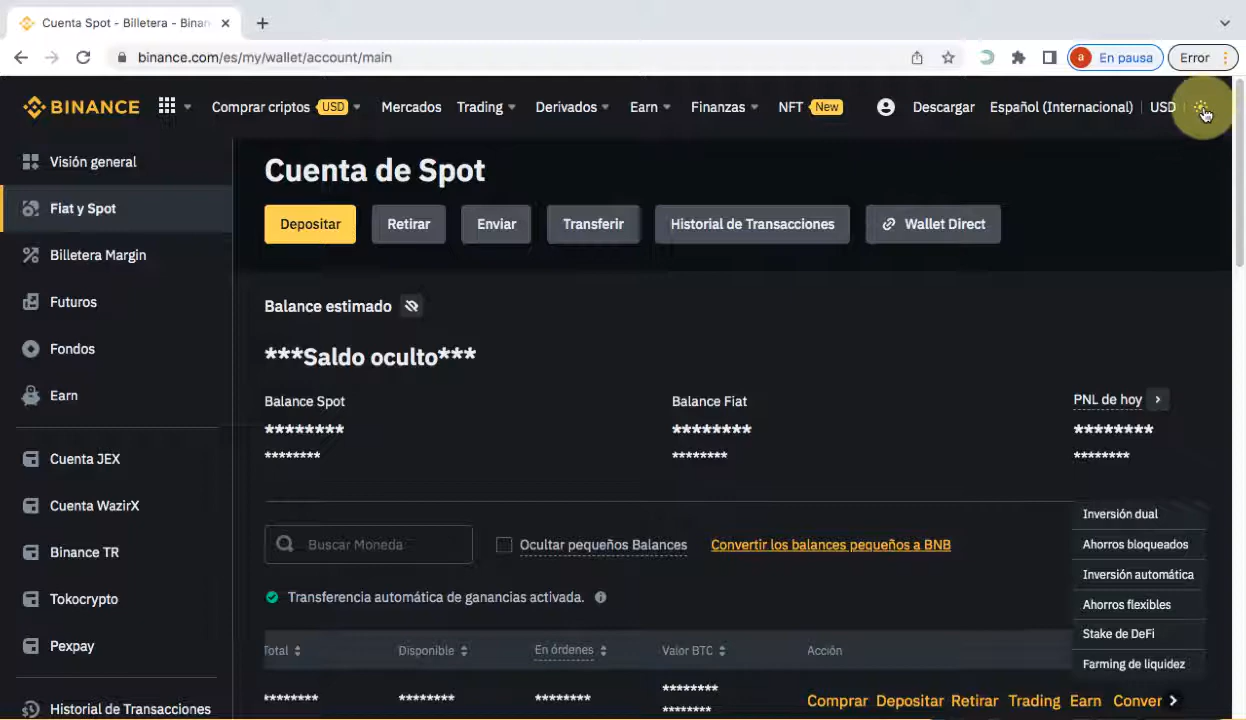 Cuenta Spot - Billetera - Binan
binance.com/es/my/wallet/account/main
a En pausa Error
BINANCE Comprar criptos USD Mercados Trading Derivados Earn Finanzas NFT New Descargar Español (Internacional) USD
Visión general
Fiat y Spot
Billetera Margin
Futuros
Fondos
Earn
Cuenta JEX
Cuenta WazirX
Binance TR
Tokocrypto
Pexpay
Historial de Transacciones
Cuenta de Spot
Depositar Retirar Enviar Transferir Historial de Transacciones Wallet Direct
Balance estimado
***Saldo oculto***
Balance Spot Balance Fiat PNL de hoy
******** ******** ********
******** ******** ********
Inversión dual
Ahorros bloqueados
Inversión automática
Ahorros flexibles
Stake de DeFi
Farming de liquidez
Buscar Moneda Ocultar pequeños Balances Convertir los balances pequeños a BNB
Transferencia automática de ganancias activada.
Total Disponible En órdenes Valor BTC Acción
******** ******** ******** ********
********
Comprar Depositar Retirar Trading Earn Conver